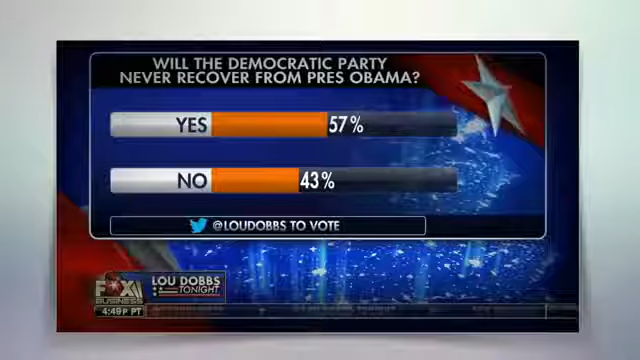 WILL THE DEMOCRATIC PARTY
NEVER RECOVER FROM PRES OBAMA?
YES 57%
NO 43%
@LOUDOBBS TO VOTE
FOX
BUSINESS
LOU DOBBS
TONIGHT
4:49P PT